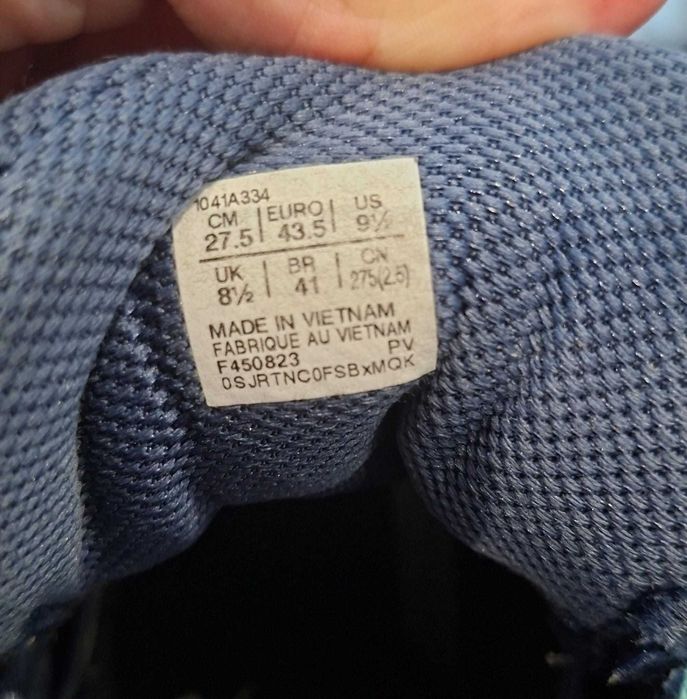 1041A334
CM | EURO | US
27.5 | 43.5 | 9½
UK | BR | CN
8½ | 41 | 275(2.5)
MADE IN VIETNAM
FABRIQUE AU VIETNAM
F450823 PV
0SJRTNC0FSBxMQK